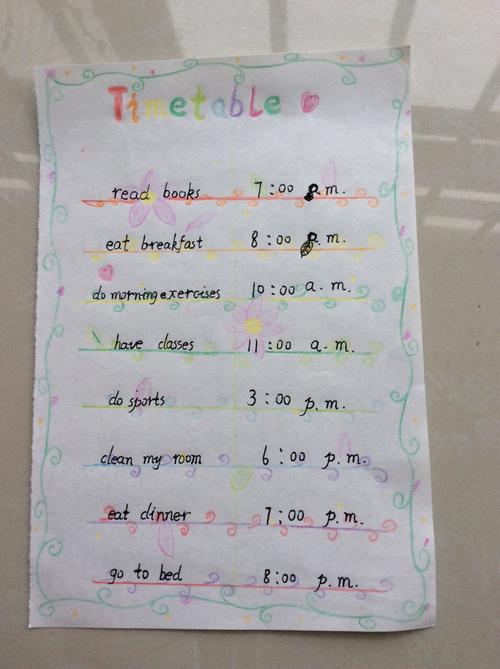 Timetable
read books 7:00 a.m.
eat breakfast 8:00 a.m.
do morning exercises 10:00 a.m.
have classes 11:00 a.m.
do sports 3:00 p.m.
clean my room 6:00 p.m.
eat dinner 7:00 p.m.
go to bed 8:00 p.m.